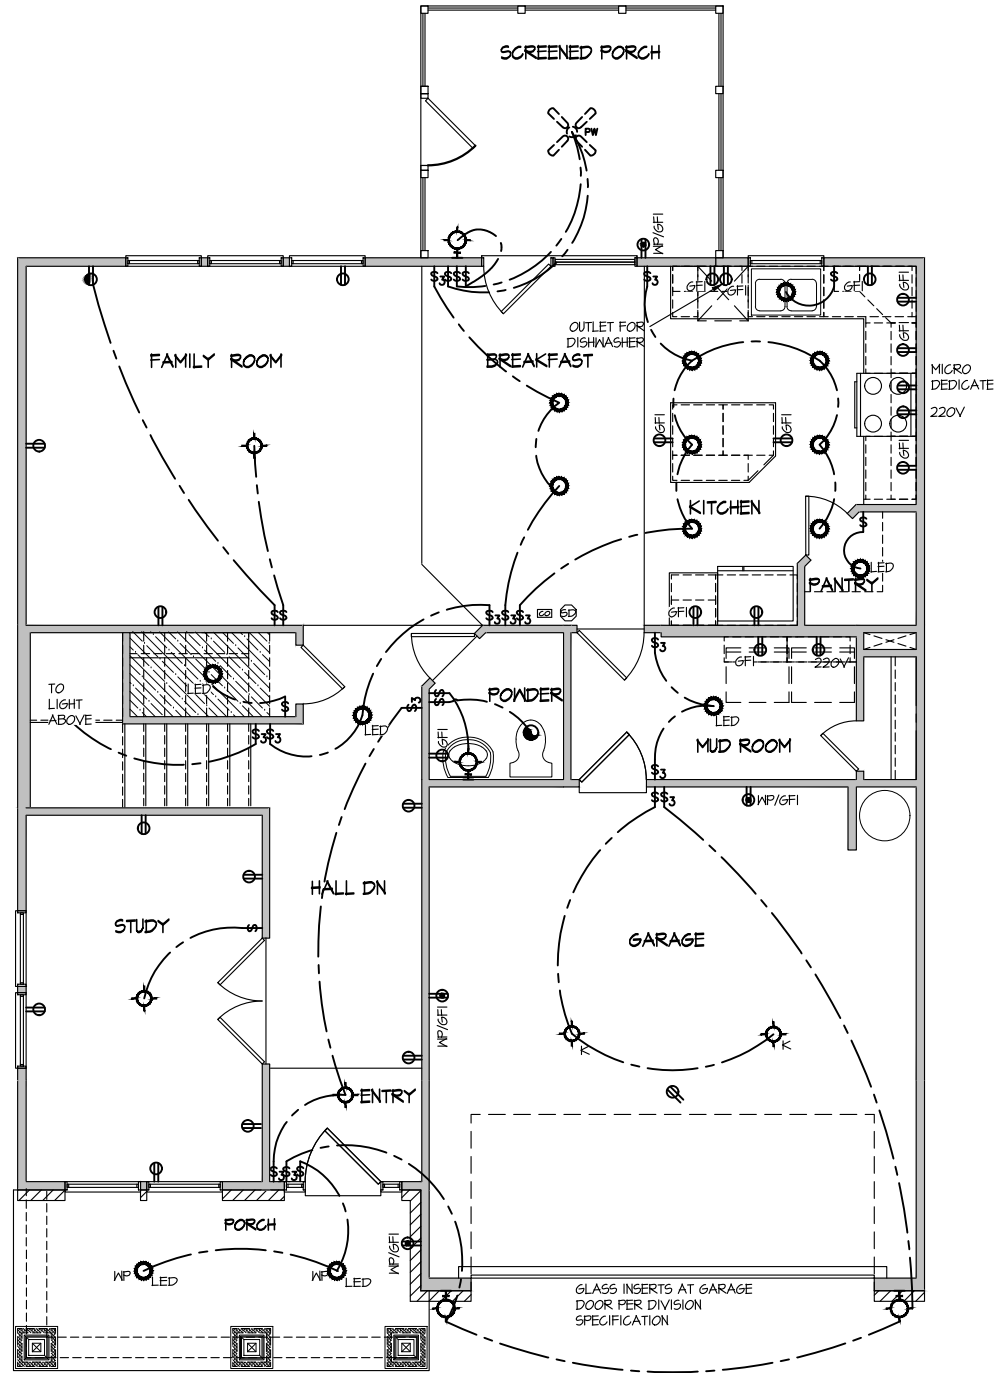 SCREENED PORCH
PW
WP/GFI
$3 $ $ $
$3
GFI
GFI
$
GFI
GFI
OUTLET FOR
DISHWASHER
GFI
FAMILY ROOM
BREAKFAST
MICRO
DEDICATE
220V
GFI
GFI
GFI
KITCHEN
$
LED
PANTRY
$$
$3 $3 $3
SD
GFI
$3
GFI
220V
TO
LIGHT
ABOVE
LED
$
$3 $3
LED
$3
$
$
POWDER
GFI
LED
MUD ROOM
$3
$$3
WP/GFI
HALL DN
STUDY
$
GARAGE
WP/GFI
K
K
ENTRY
$3 $3 $
PORCH
WP/GFI
WP
LED
WP
LED
GLASS INSERTS AT GARAGE
DOOR PER DIVISION
SPECIFICATION